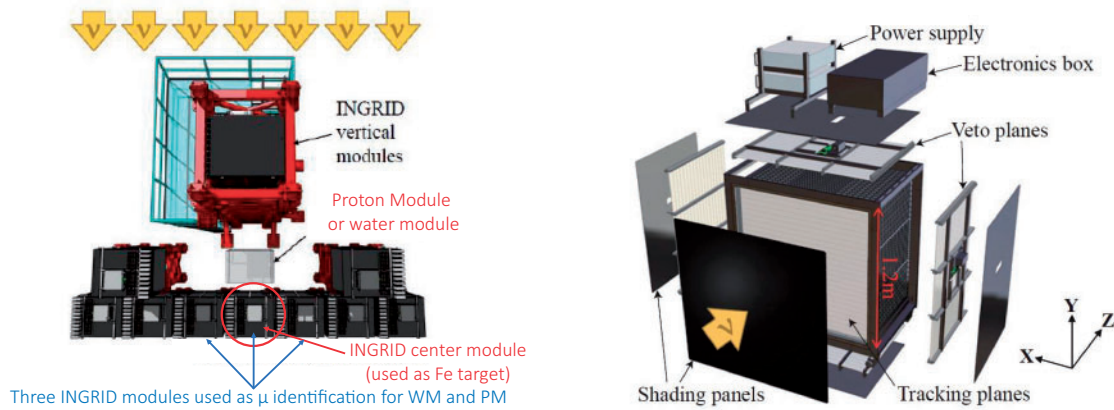 ν ν ν ν ν ν ν
INGRID
vertical
modules
Proton Module
or water module
INGRID center module
(used as Fe target)
Three INGRID modules used as μ identification for WM and PM
Power supply
Electronics box
Veto planes
1.2m
ν
Y
Z
X
Shading panels
Tracking planes